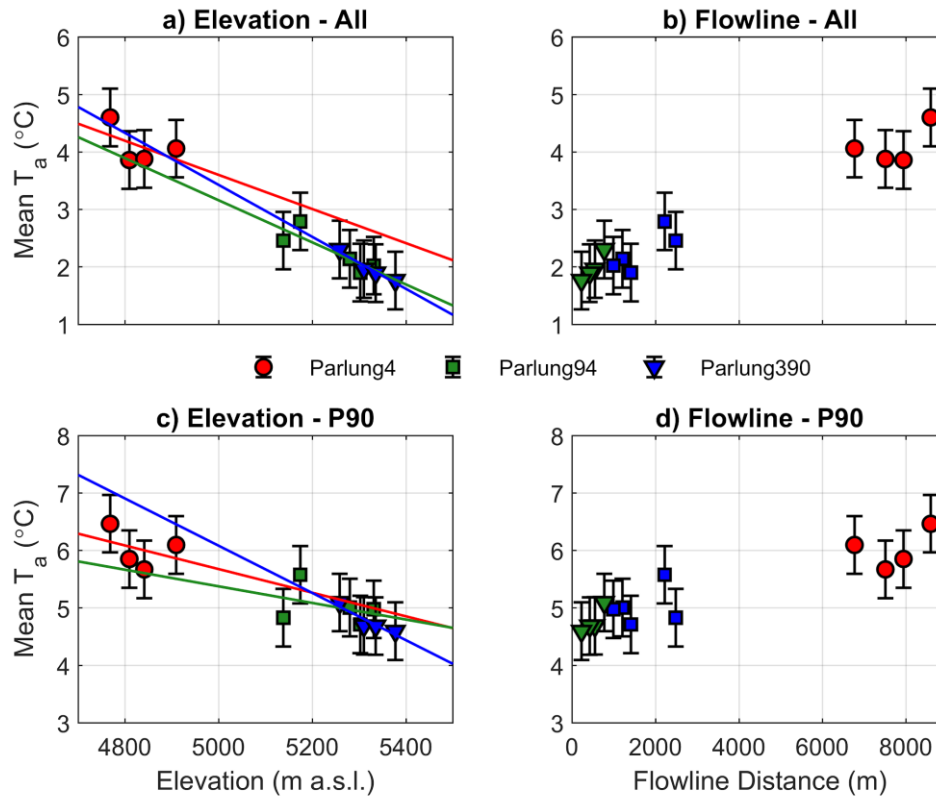 a) Elevation - All
b) Flowline - All
Mean T_a (°C)
6
5
4
3
2
1
6
5
4
3
2
1
Parlung4
Parlung94
Parlung390
c) Elevation - P90
d) Flowline - P90
Mean T_a (°C)
8
7
6
5
4
3
8
7
6
5
4
3
4800 5000 5200 5400
0 2000 4000 6000 8000
Elevation (m a.s.l.)
Flowline Distance (m)